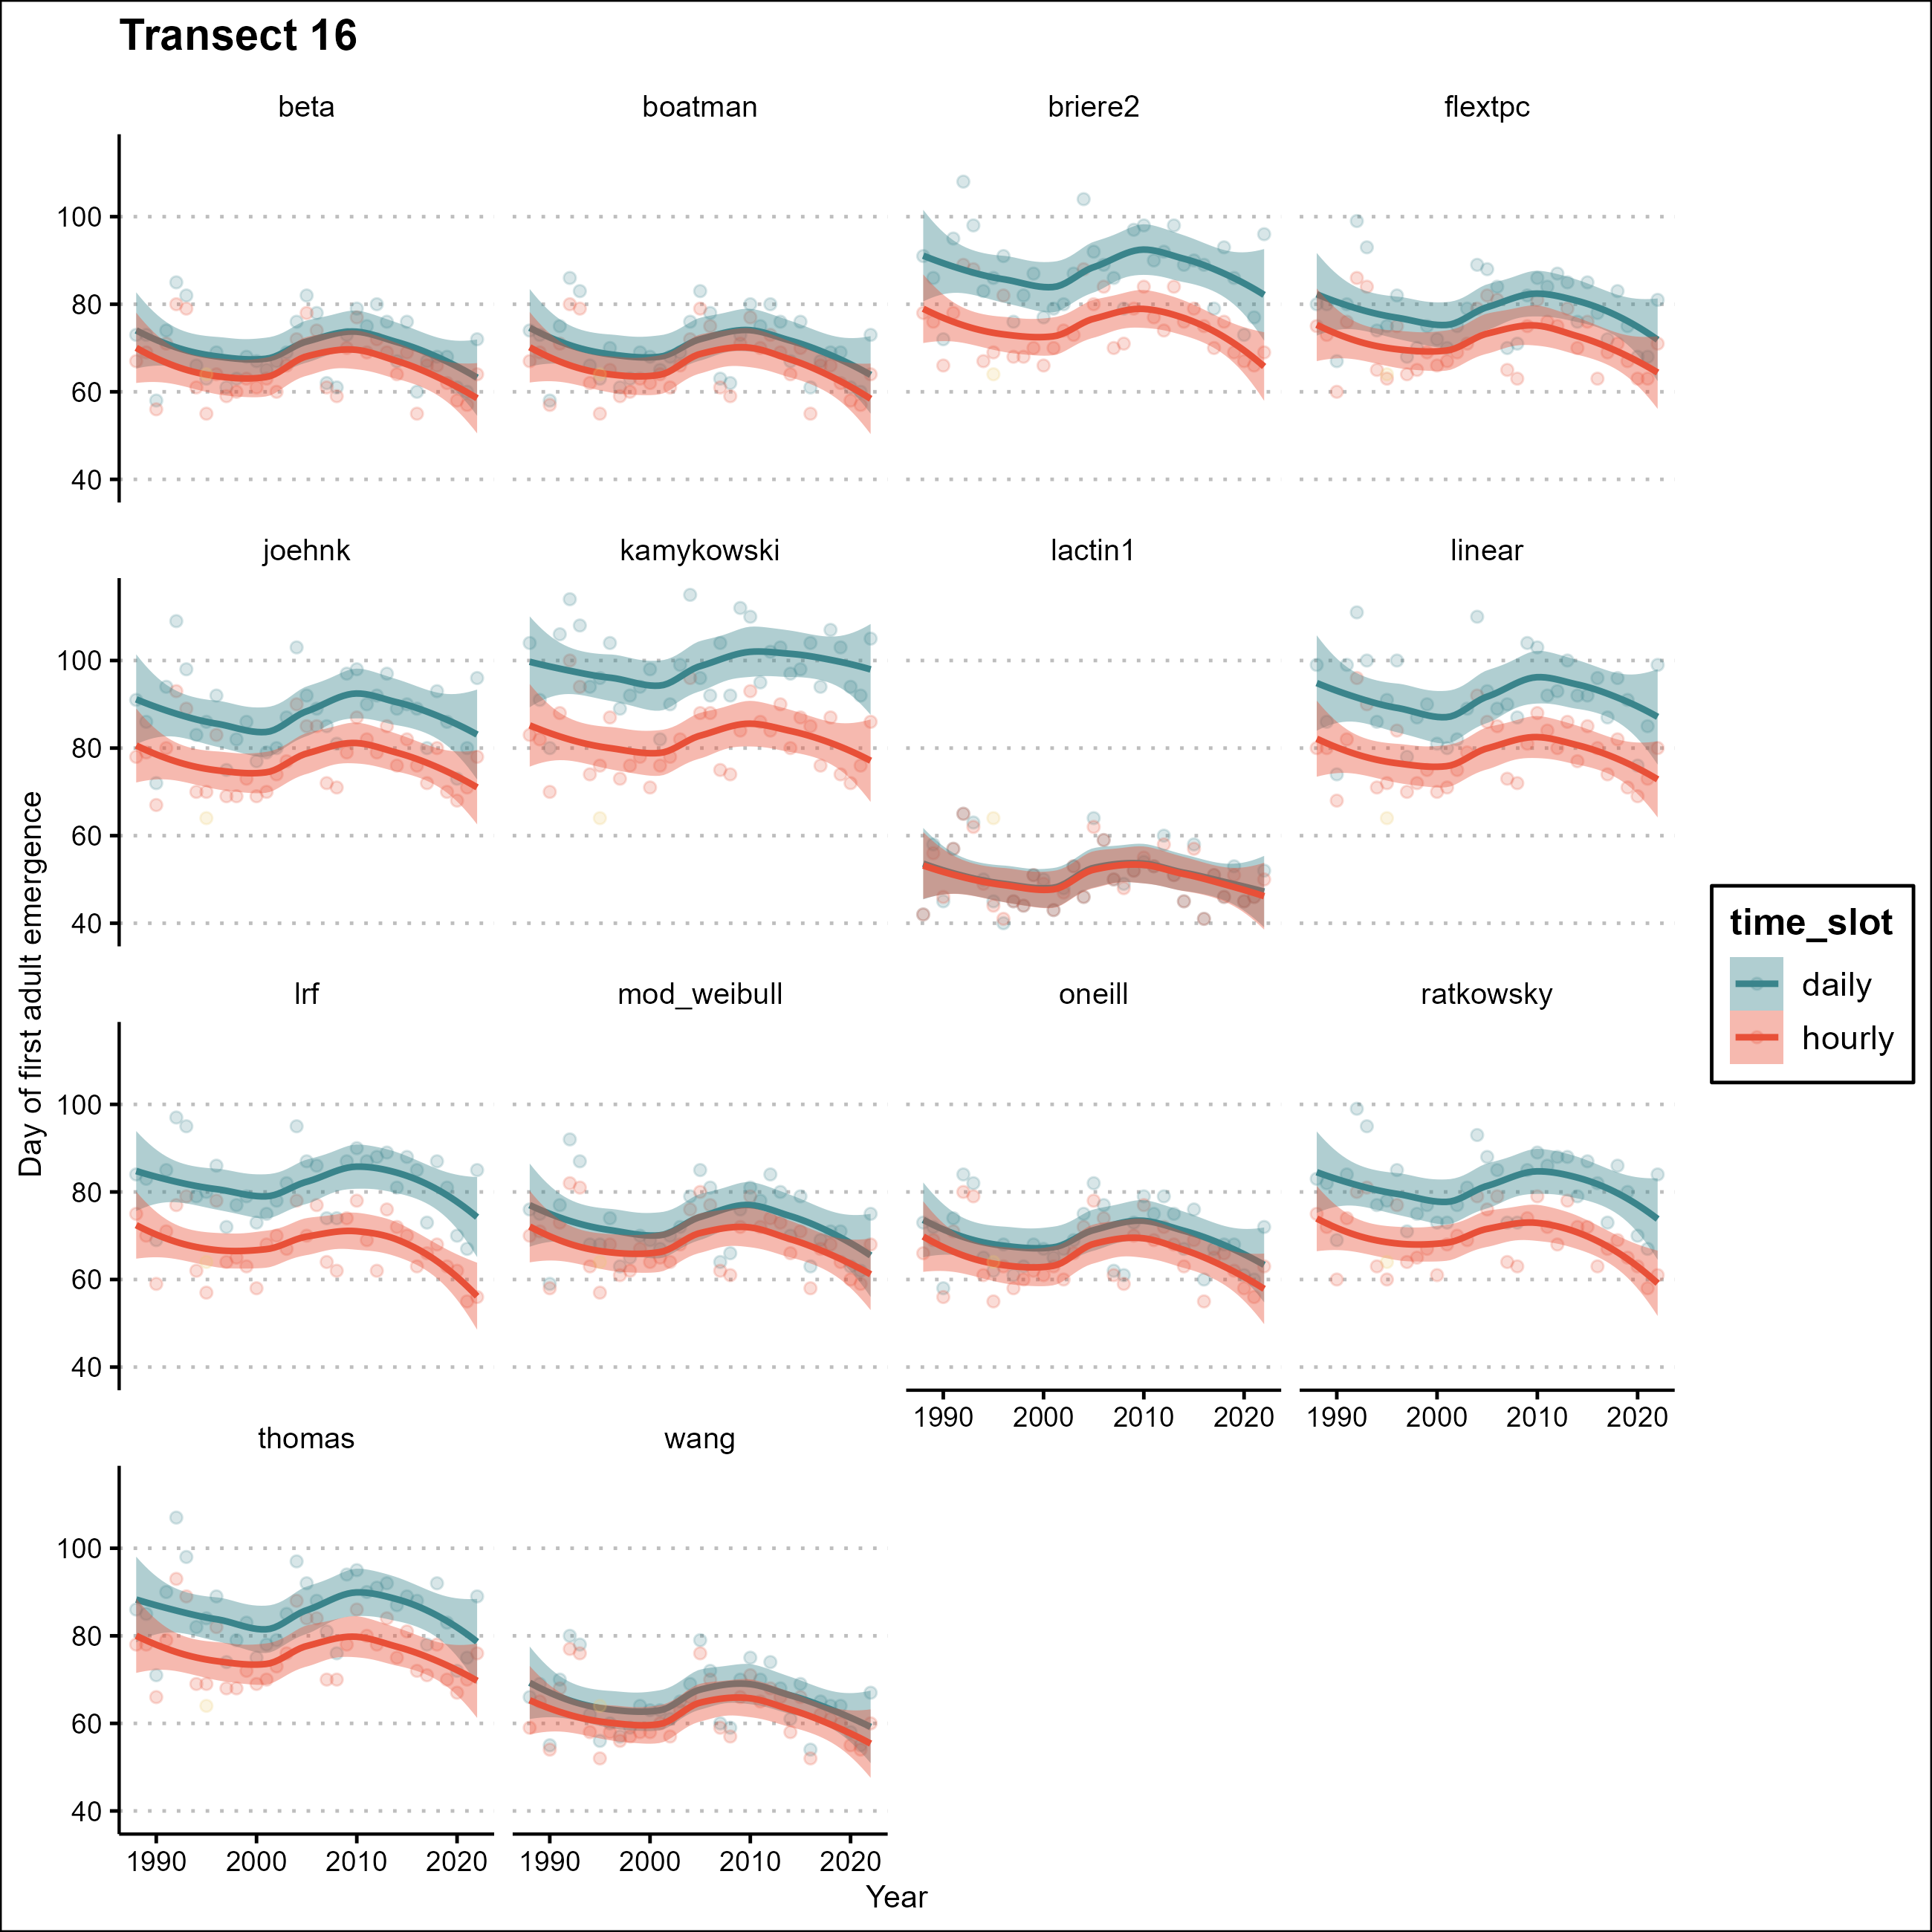 Transect 16
beta boatman briere2 flextpc
100
80
60
40
joehnk kamykowski lactin1 linear
100
80
60
40
lrf mod_weibull oneill ratkowsky
100
80
60
40
1990 2000 2010 2020 1990 2000 2010 2020
thomas wang
100
80
60
40
1990 2000 2010 2020 1990 2000 2010 2020
Year
Day of first adult emergence
time_slot
daily
hourly